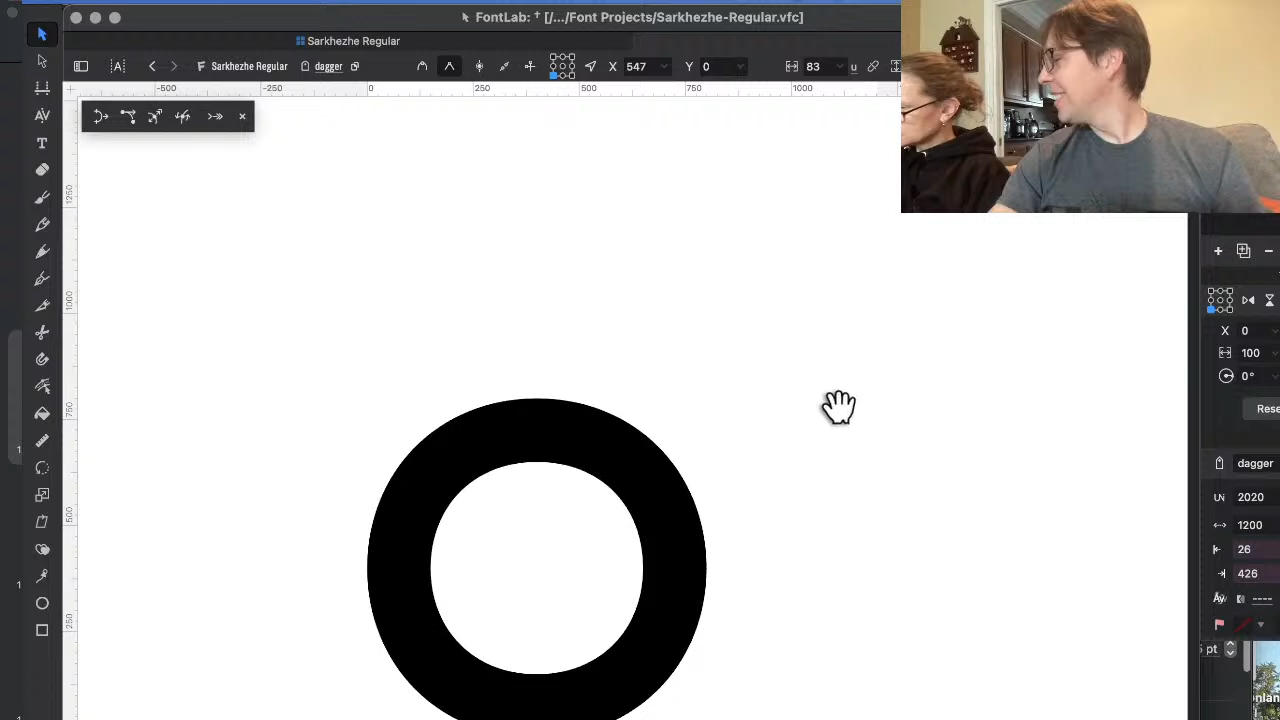 FontLab: † [/.../Font Projects/Sarkhezhe-Regular.vfc]
Sarkhezhe Regular
Sarkhezhe Regular dagger X 547 Y 0 83 u
-500 -250 0 250 500 750 1000
1250
1000
750
500
250
X 0
100
0°
Rese
dagger
2020
1200
26
426
pt
nlan